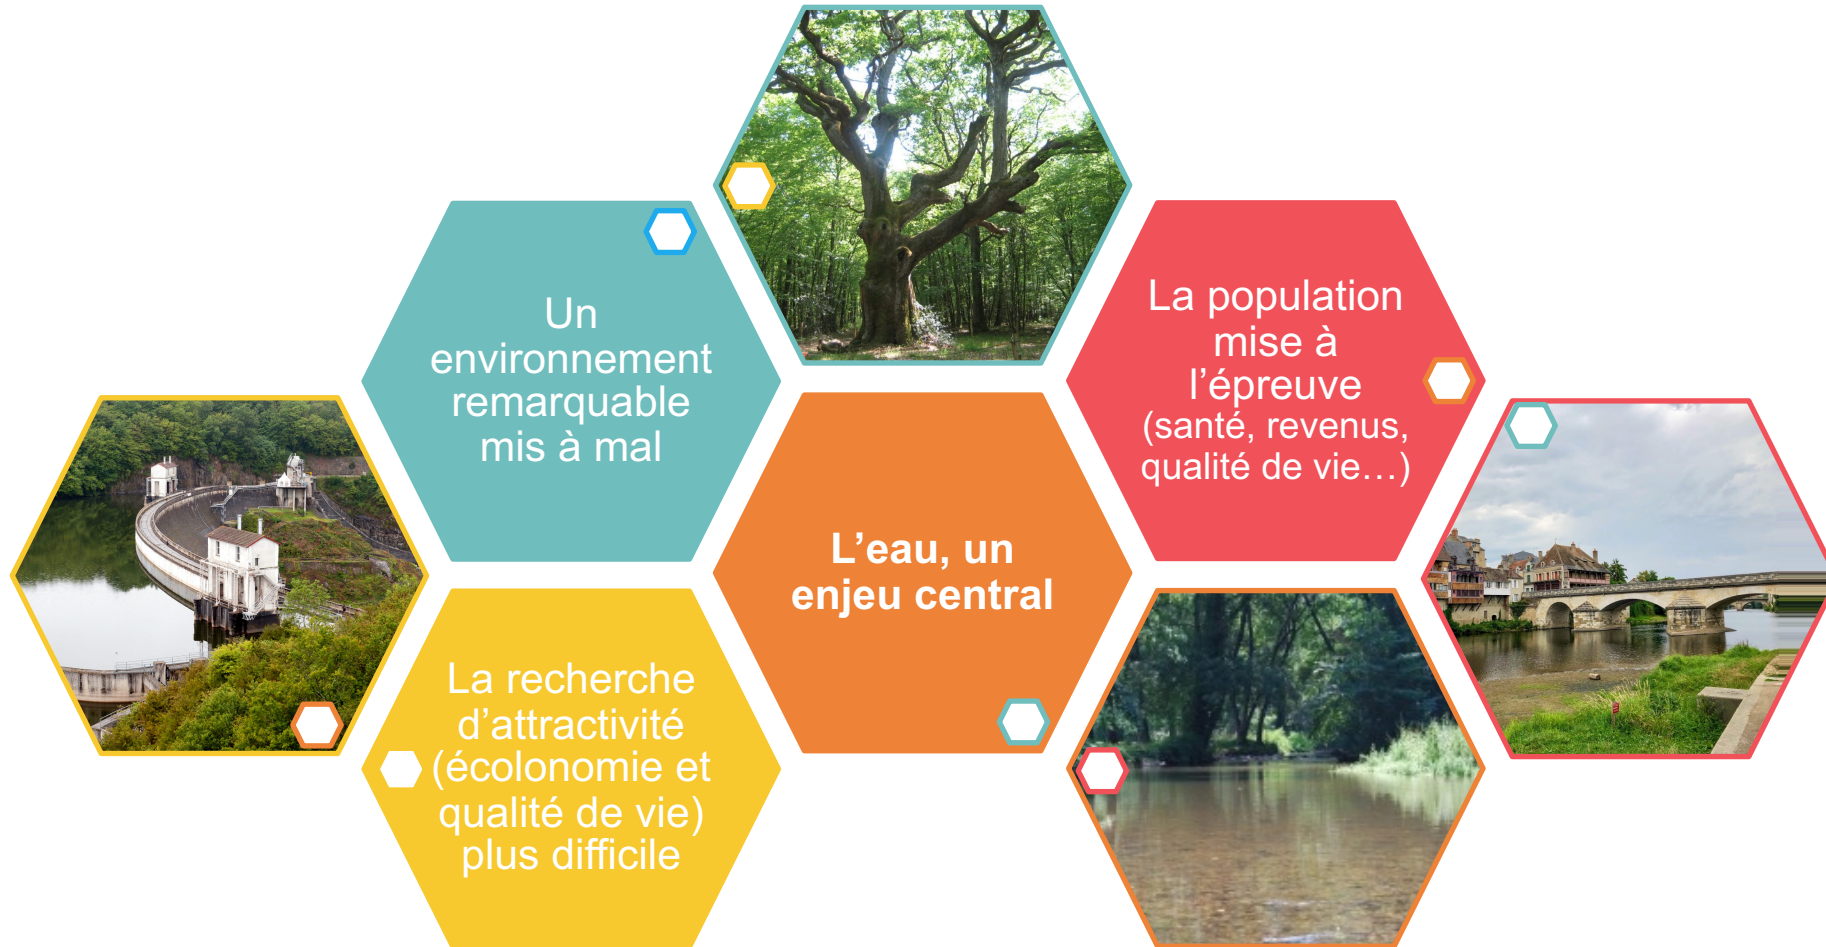 Un
environnement
remarquable
mis à mal
La population
mise à
l’épreuve
(santé, revenus,
qualité de vie…)
L’eau, un
enjeu central
La recherche
d’attractivité
(écolonomie et
qualité de vie)
plus difficile